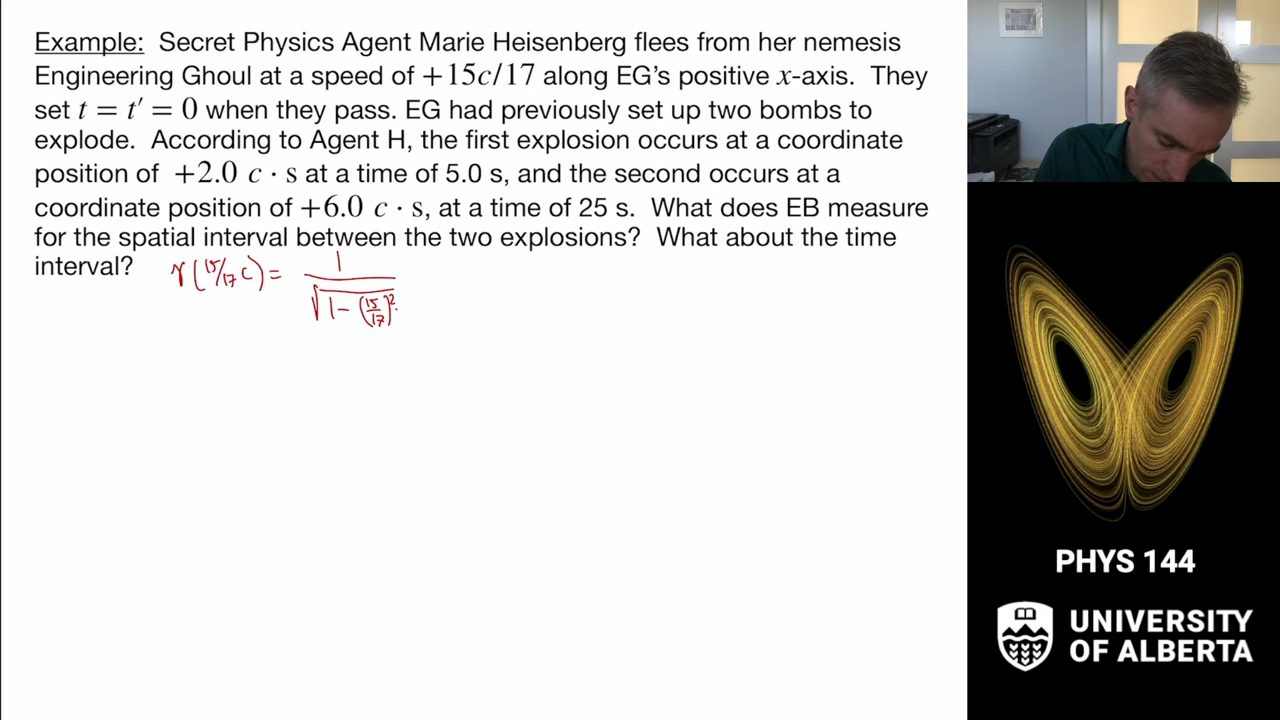 Example: Secret Physics Agent Marie Heisenberg flees from her nemesis
Engineering Ghoul at a speed of +15c/17 along EG's positive x-axis. They
set t = t′ = 0 when they pass. EG had previously set up two bombs to
explode. According to Agent H, the first explosion occurs at a coordinate
position of +2.0 c · s at a time of 5.0 s, and the second occurs at a
coordinate position of +6.0 c · s, at a time of 25 s. What does EB measure
for the spatial interval between the two explosions? What about the time
interval? γ(15/17 c) = 1/√(1 − (15/17)²)
PHYS 144
UNIVERSITY
OF ALBERTA